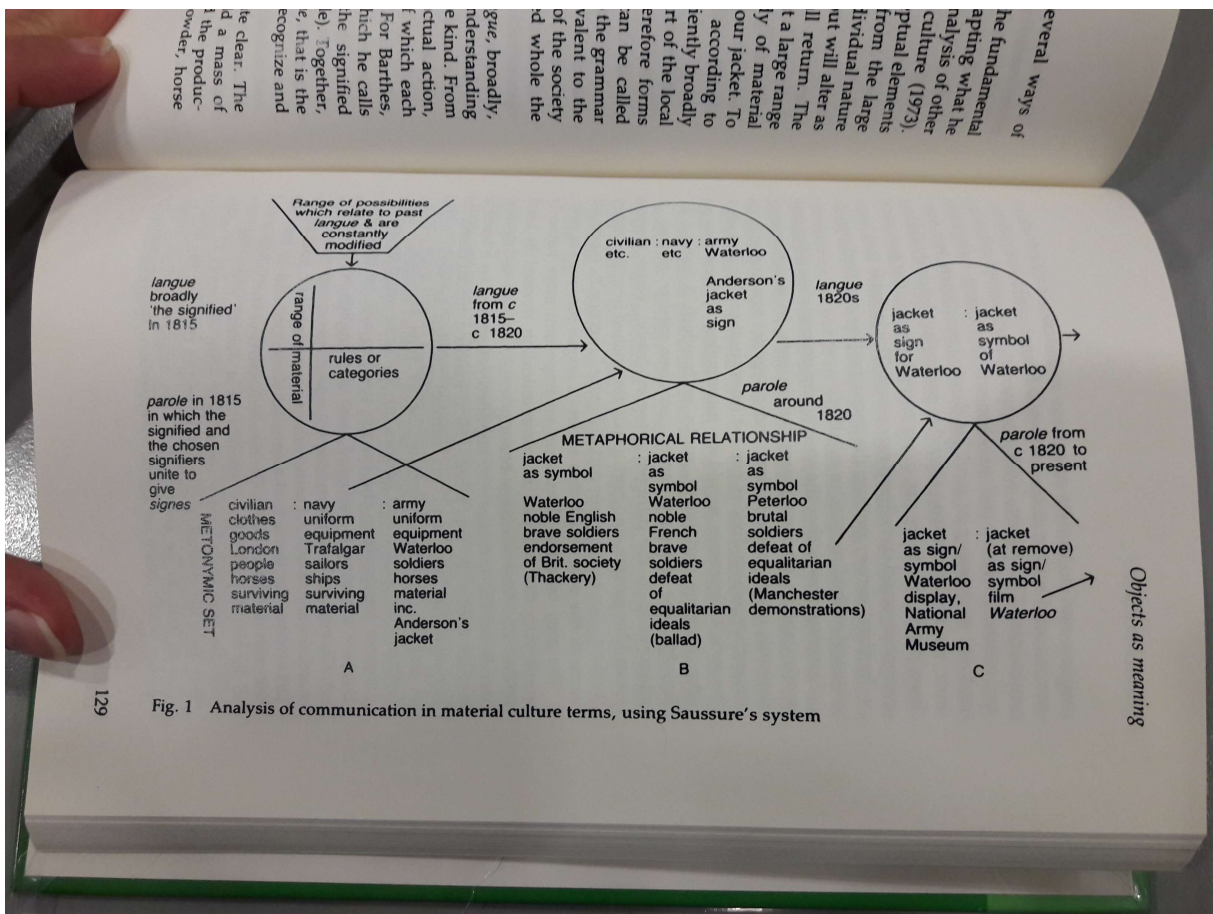 everal ways of
he fundamental
apting what he
nalysis of other
culture (1973).
ptual elements
from the large
dividual nature
ut will alter as
ll return. The
t a large range
ly of material
our jacket. To
according to
iently broadly
rt of the local
erefore forms
an be called
the grammar
valent to the
of the society
ed whole the
gue, broadly,
nderstanding
e kind. From
ctual action,
f which each
For Barthes,
hich he calls
the signified
le). Together,
e, that is the
ecognize and
te clear. The
d a mass of
d the produc-
owder, horse
Range of possibilities
which relate to past
langue & are
constantly
modified
langue
broadly
'the signified'
In 1815
range of material
rules or
categories
langue
from c
1815–
c 1820
civilian : navy : army
etc. etc Waterloo
Anderson's
jacket
as
sign
langue
1820s
jacket : jacket
as as
sign symbol
for of
Waterloo Waterloo
parole in 1815
in which the
signified and
the chosen
signifiers
unite to
give
signes
METONYMIC SET
civilian : navy : army
clothes uniform uniform
goods equipment equipment
London Trafalgar Waterloo
people sailors soldiers
horses ships horses
surviving surviving material
material material inc.
Anderson's
jacket
A
parole
around
1820
METAPHORICAL RELATIONSHIP
jacket : jacket : jacket
as symbol as as
symbol symbol
Waterloo Waterloo Peterloo
noble English noble brutal
brave soldiers French soldiers
endorsement brave defeat of
of Brit. society soldiers equalitarian
(Thackery) defeat ideals
of (Manchester
equalitarian demonstrations)
ideals
(ballad)
B
parole from
c 1820 to
present
jacket : jacket
as sign/ (at remove)
symbol as sign/
Waterloo symbol
display, film
National Waterloo
Army
Museum
C
Fig. 1 Analysis of communication in material culture terms, using Saussure's system
Objects as meaning
129